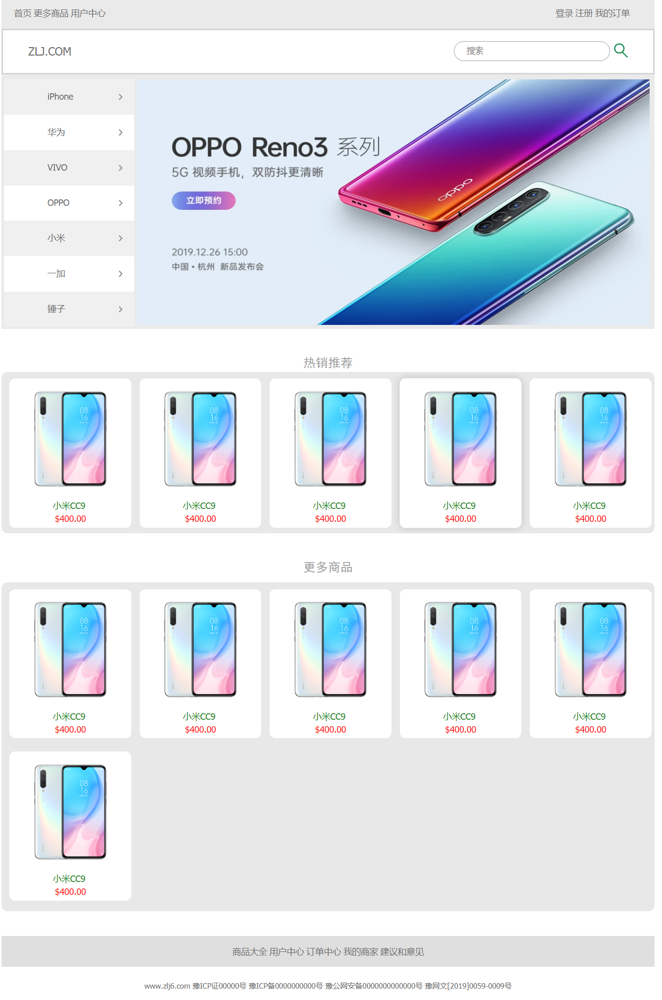 首页 更多商品 用户中心
登录 注册 我的订单
ZLJ.COM
搜索
iPhone
华为
VIVO
OPPO
小米
一加
锤子
OPPO Reno3 系列
5G 视频手机，双防抖更清晰
立即预约
2019.12.26 15:00
中国·杭州 新品发布会
oppo
热销推荐
08 16
小米CC9
$400.00
08 16
小米CC9
$400.00
08 16
小米CC9
$400.00
08 16
小米CC9
$400.00
08 16
小米CC9
$400.00
更多商品
08 16
小米CC9
$400.00
08 16
小米CC9
$400.00
08 16
小米CC9
$400.00
08 16
小米CC9
$400.00
08 16
小米CC9
$400.00
08 16
小米CC9
$400.00
商品大全 用户中心 订单中心 我的商家 建议和意见
www.zlj6.com 豫ICP证00000号 豫ICP备0000000000号 豫公网安备0000000000000号 豫网文[2019]0059-0009号